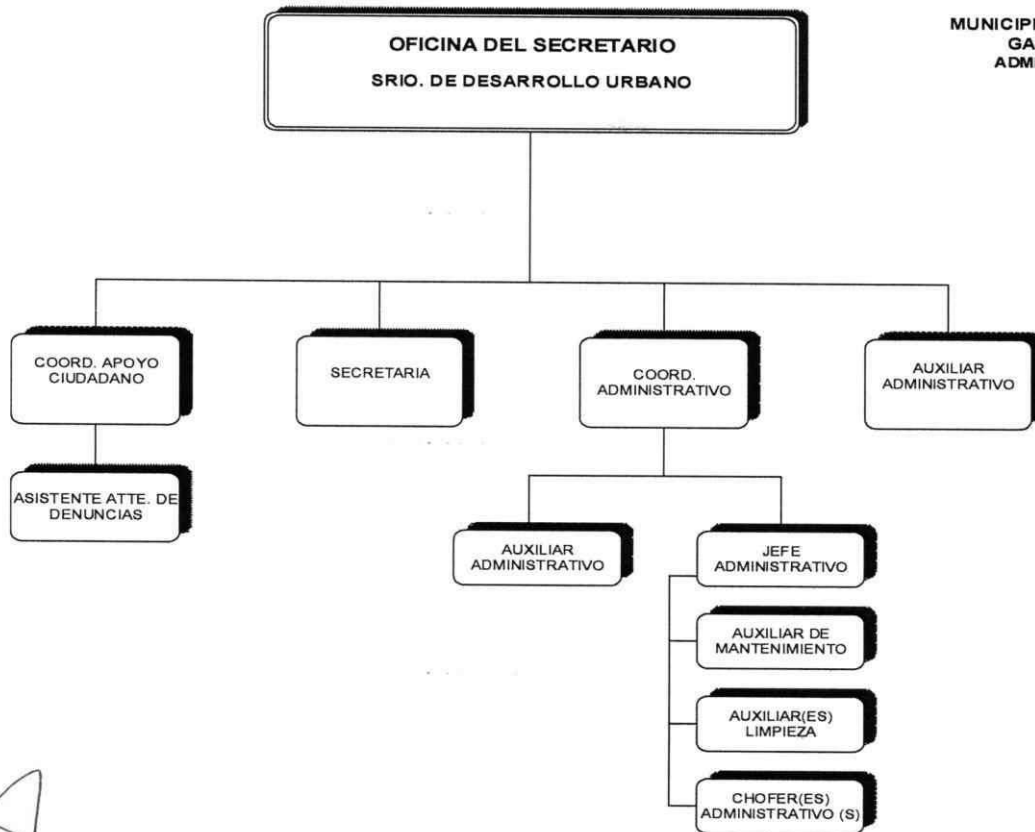 OFICINA DEL SECRETARIO
SRIO. DE DESARROLLO URBANO
COORD. APOYO
CIUDADANO
SECRETARIA
COORD.
ADMINISTRATIVO
AUXILIAR
ADMINISTRATIVO
ASISTENTE ATTE. DE
DENUNCIAS
AUXILIAR
ADMINISTRATIVO
JEFE
ADMINISTRATIVO
AUXILIAR DE
MANTENIMIENTO
AUXILIAR(ES)
LIMPIEZA
CHOFER(ES)
ADMINISTRATIVO (S)